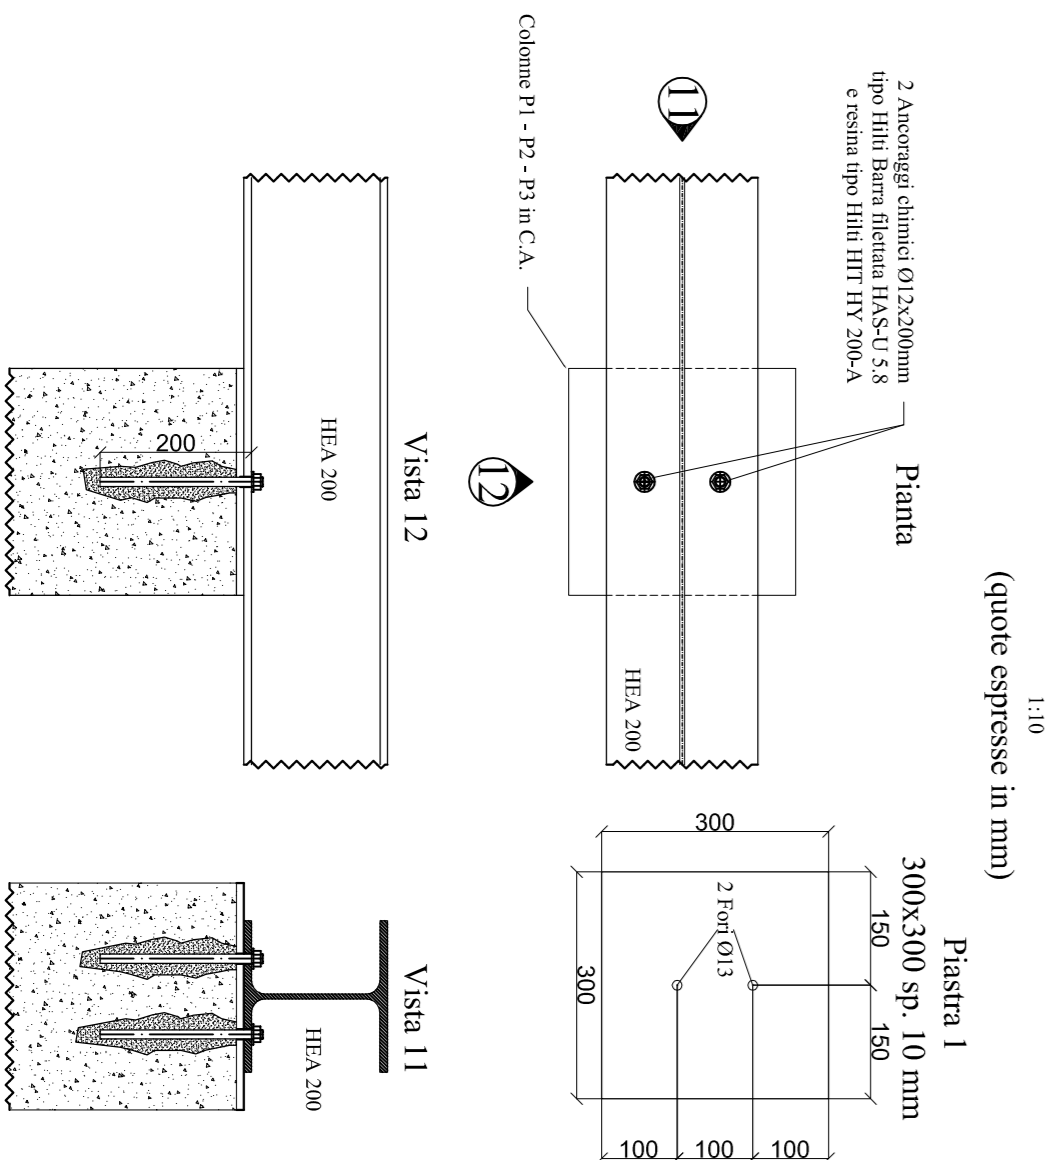 1:10
(quote espresse in mm)
Pianta
2 Ancoraggi chimici Ø12x200mm
tipo Hilti Barra filettata HAS-U 5.8
e resina tipo Hilti HIT HY 200-A
11
12
HEA 200
Colonne P1 - P2 - P3 in C.A.
Piastra 1
300x300 sp. 10 mm
150
150
300
2 Fori Ø13
300
100
100
100
Vista 12
HEA 200
200
Vista 11
HEA 200